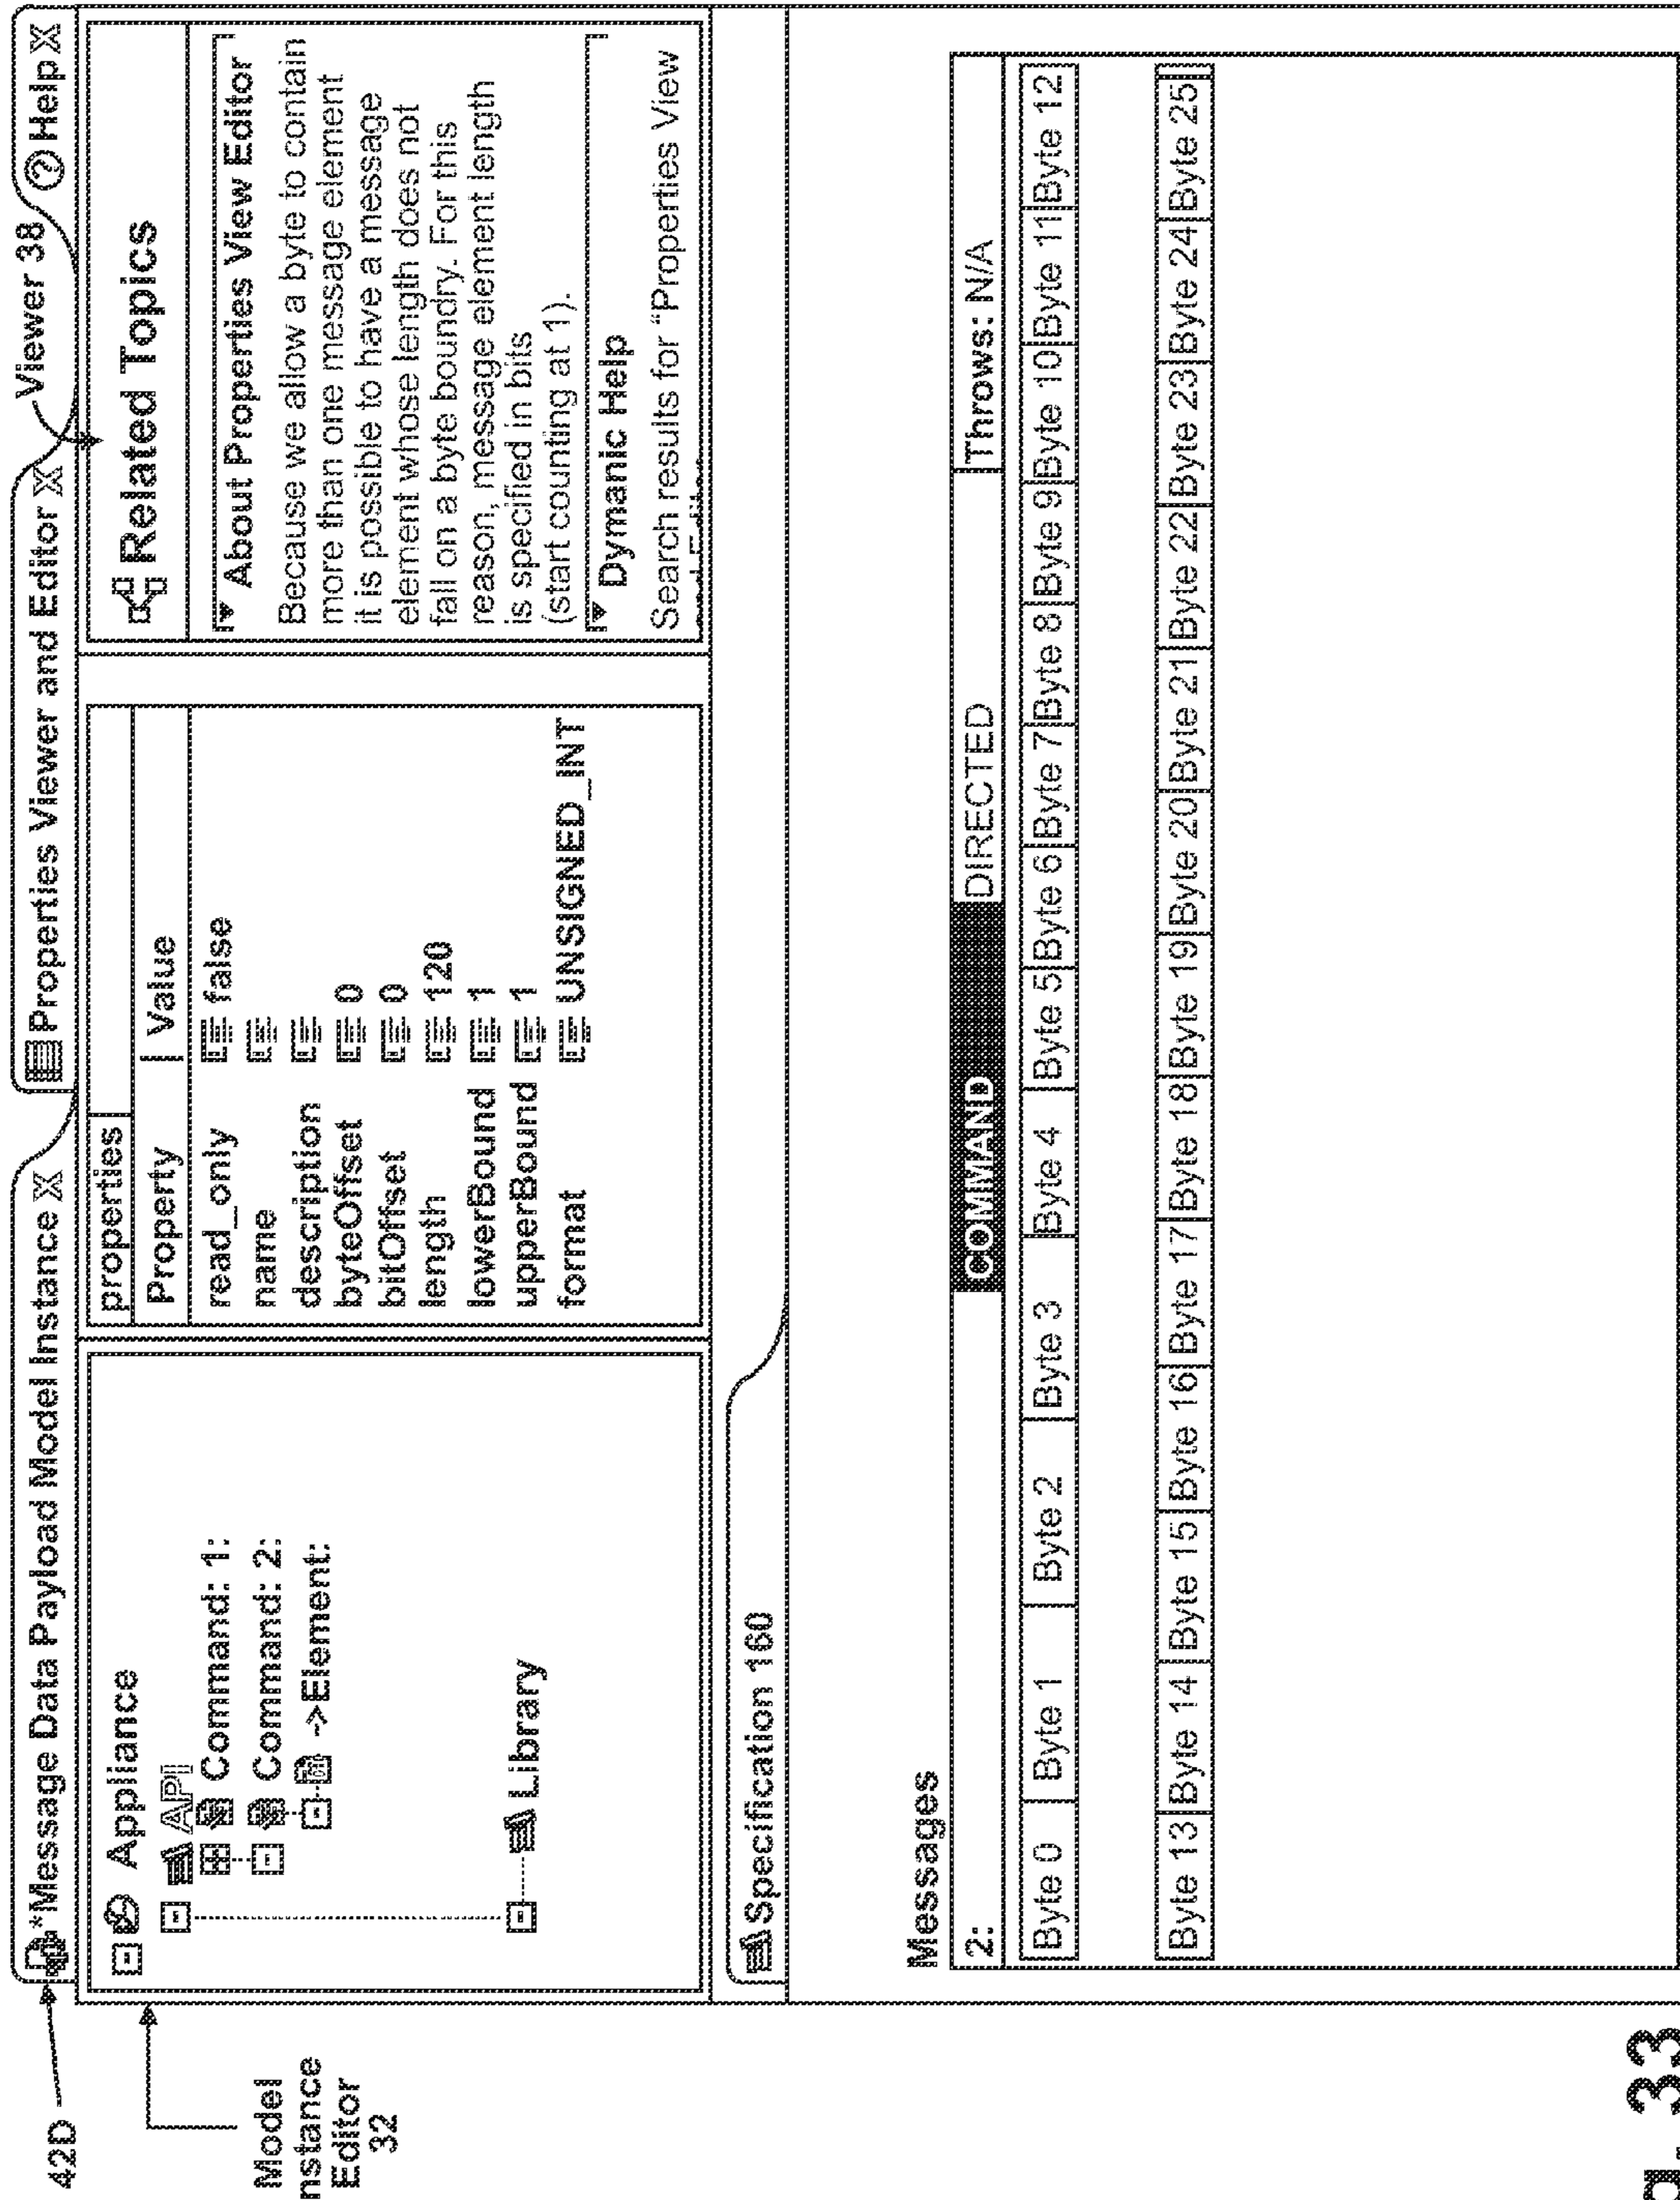 42D
*Message Data Payload Model Instance X
Properties Viewer and Editor X
Viewer 38
Help X
Model
nstance
Editor
32
Appliance
API
Command: 1:
Command: 2:
->Element:
Library
properties
Property Value
read_only false
name
description
byteOffset 0
bitOffset 0
length 120
lowerBound 1
upperBound 1
format UNSIGNED_INT
Related Topics
About Properties View Editor
Because we allow a byte to contain
more than one message element
it is possible to have a message
element whose length does not
fall on a byte boundry. For this
reason, message element length
is specified in bits
(start counting at 1).
Dymanic Help
Search results for "Properties View
Specification 160
Messages
2: COMMAND DIRECTED Throws: N/A
Byte 0 Byte 1 Byte 2 Byte 3 Byte 4 Byte 5 Byte 6 Byte 7 Byte 8 Byte 9 Byte 10 Byte 11 Byte 12
Byte 13 Byte 14 Byte 15 Byte 16 Byte 17 Byte 18 Byte 19 Byte 20 Byte 21 Byte 22 Byte 23 Byte 24 Byte 25
g. 33